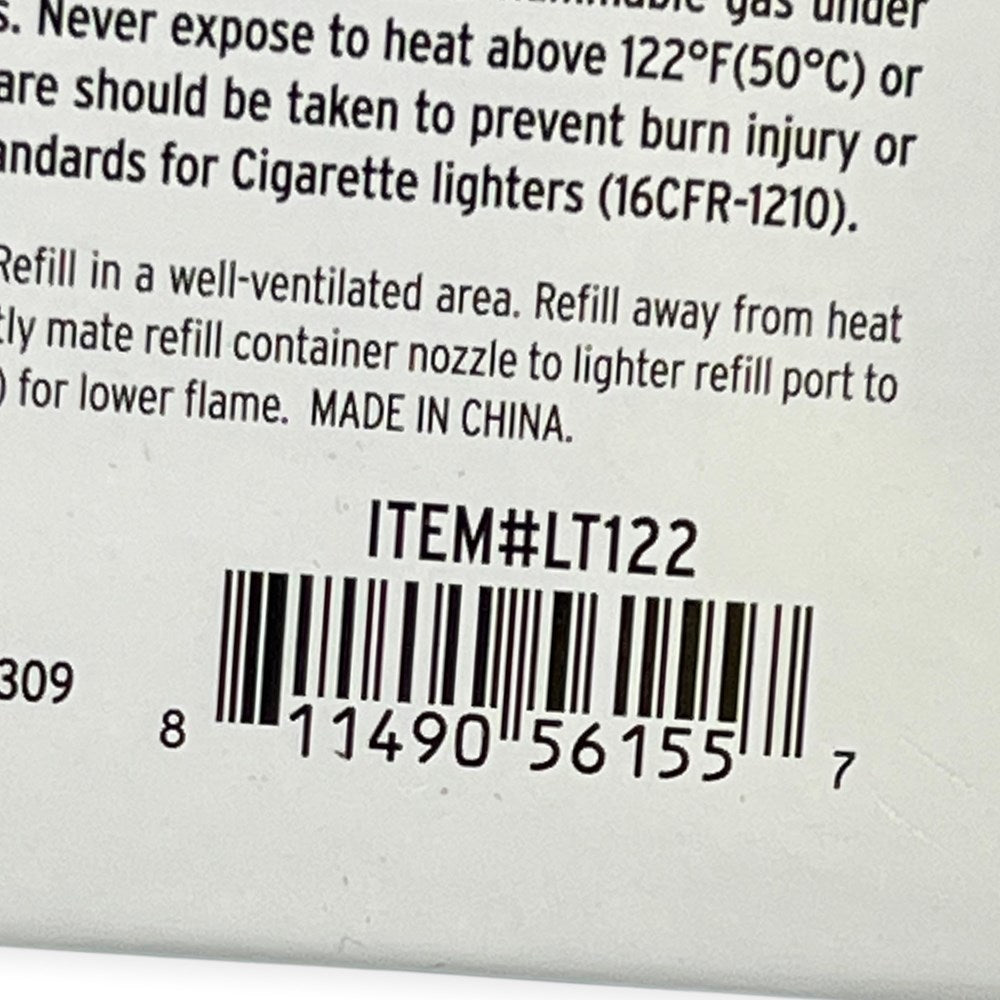 gas under
s. Never expose to heat above 122°F(50°C) or
are should be taken to prevent burn injury or
andards for Cigarette lighters (16CFR-1210).
Refill in a well-ventilated area. Refill away from heat
tly mate refill container nozzle to lighter refill port to
) for lower flame. MADE IN CHINA.
ITEM#LT122
309
8 11490 56155 7